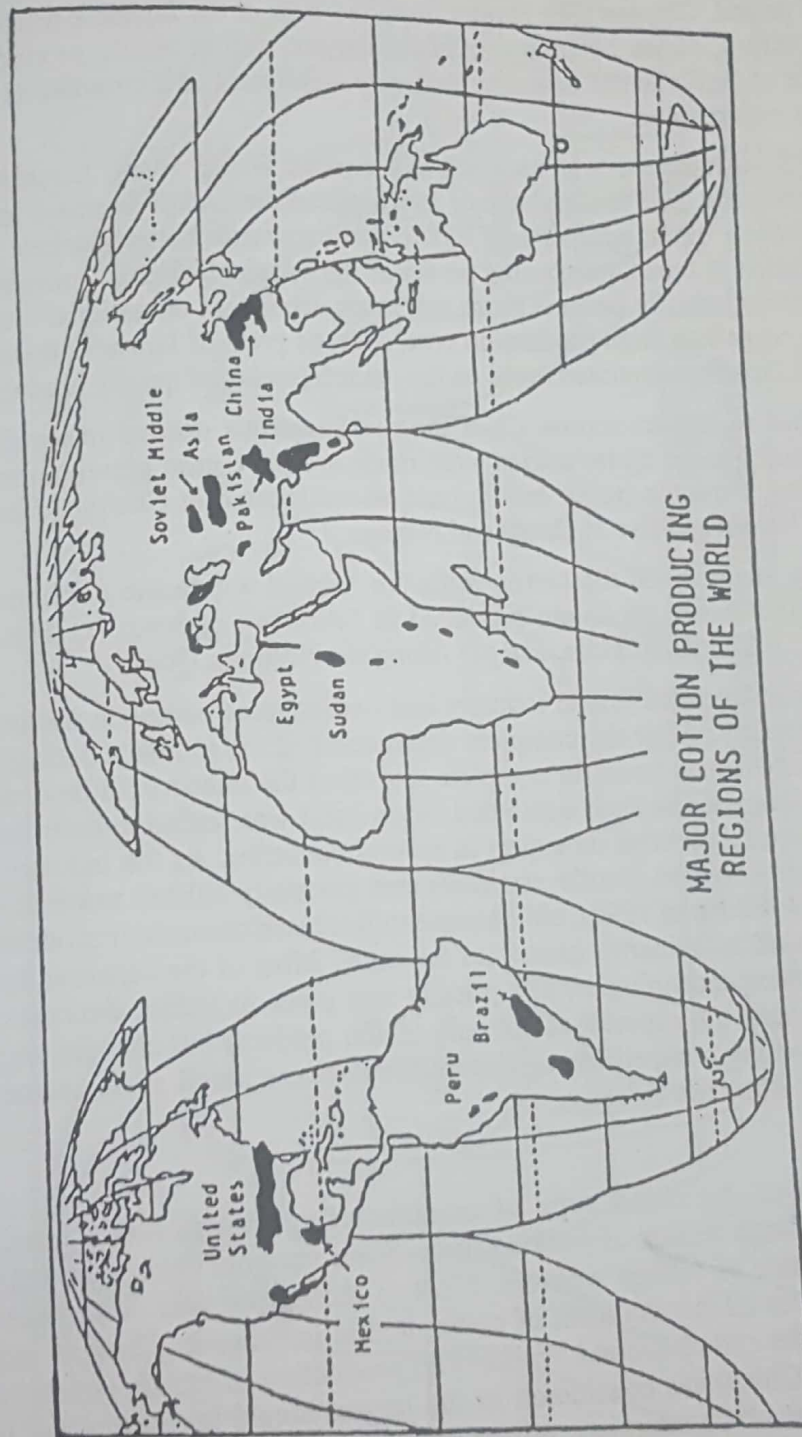 United
States
Mexico
Peru
Brazil
Egypt
Sudan
Soviet Middle
Asia
Pakistan
India
China
MAJOR COTTON PRODUCING
REGIONS OF THE WORLD